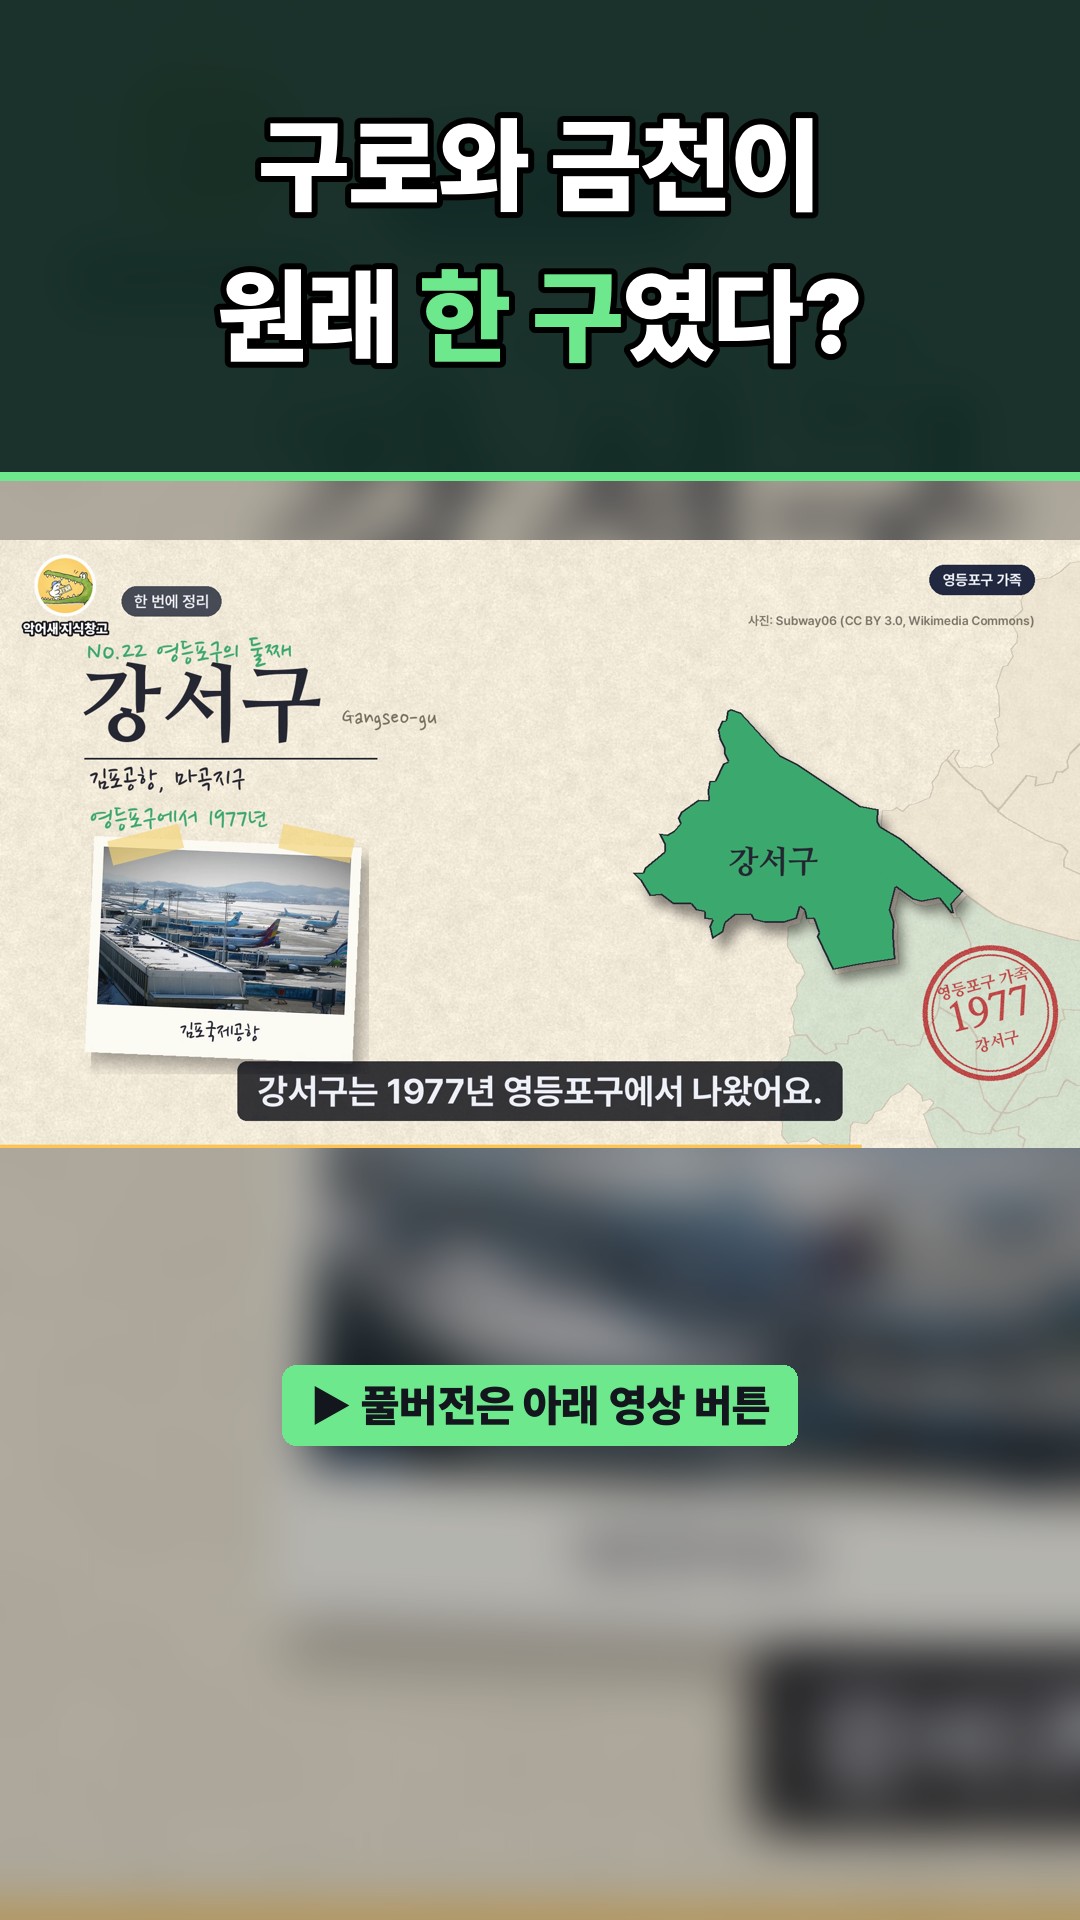 구로와 금천이
원래 한 구였다?
악어새 지식창고
한 번에 정리
영등포구 가족
사진: Subway06 (CC BY 3.0, Wikimedia Commons)
NO.22 영등포구의 둘째
강서구
Gangseo-gu
김포공항, 마곡지구
영등포구에서 1977년
김포국제공항
강서구
영등포구 가족
1977
강서구
강서구는 1977년 영등포구에서 나왔어요.
▶ 풀버전은 아래 영상 버튼